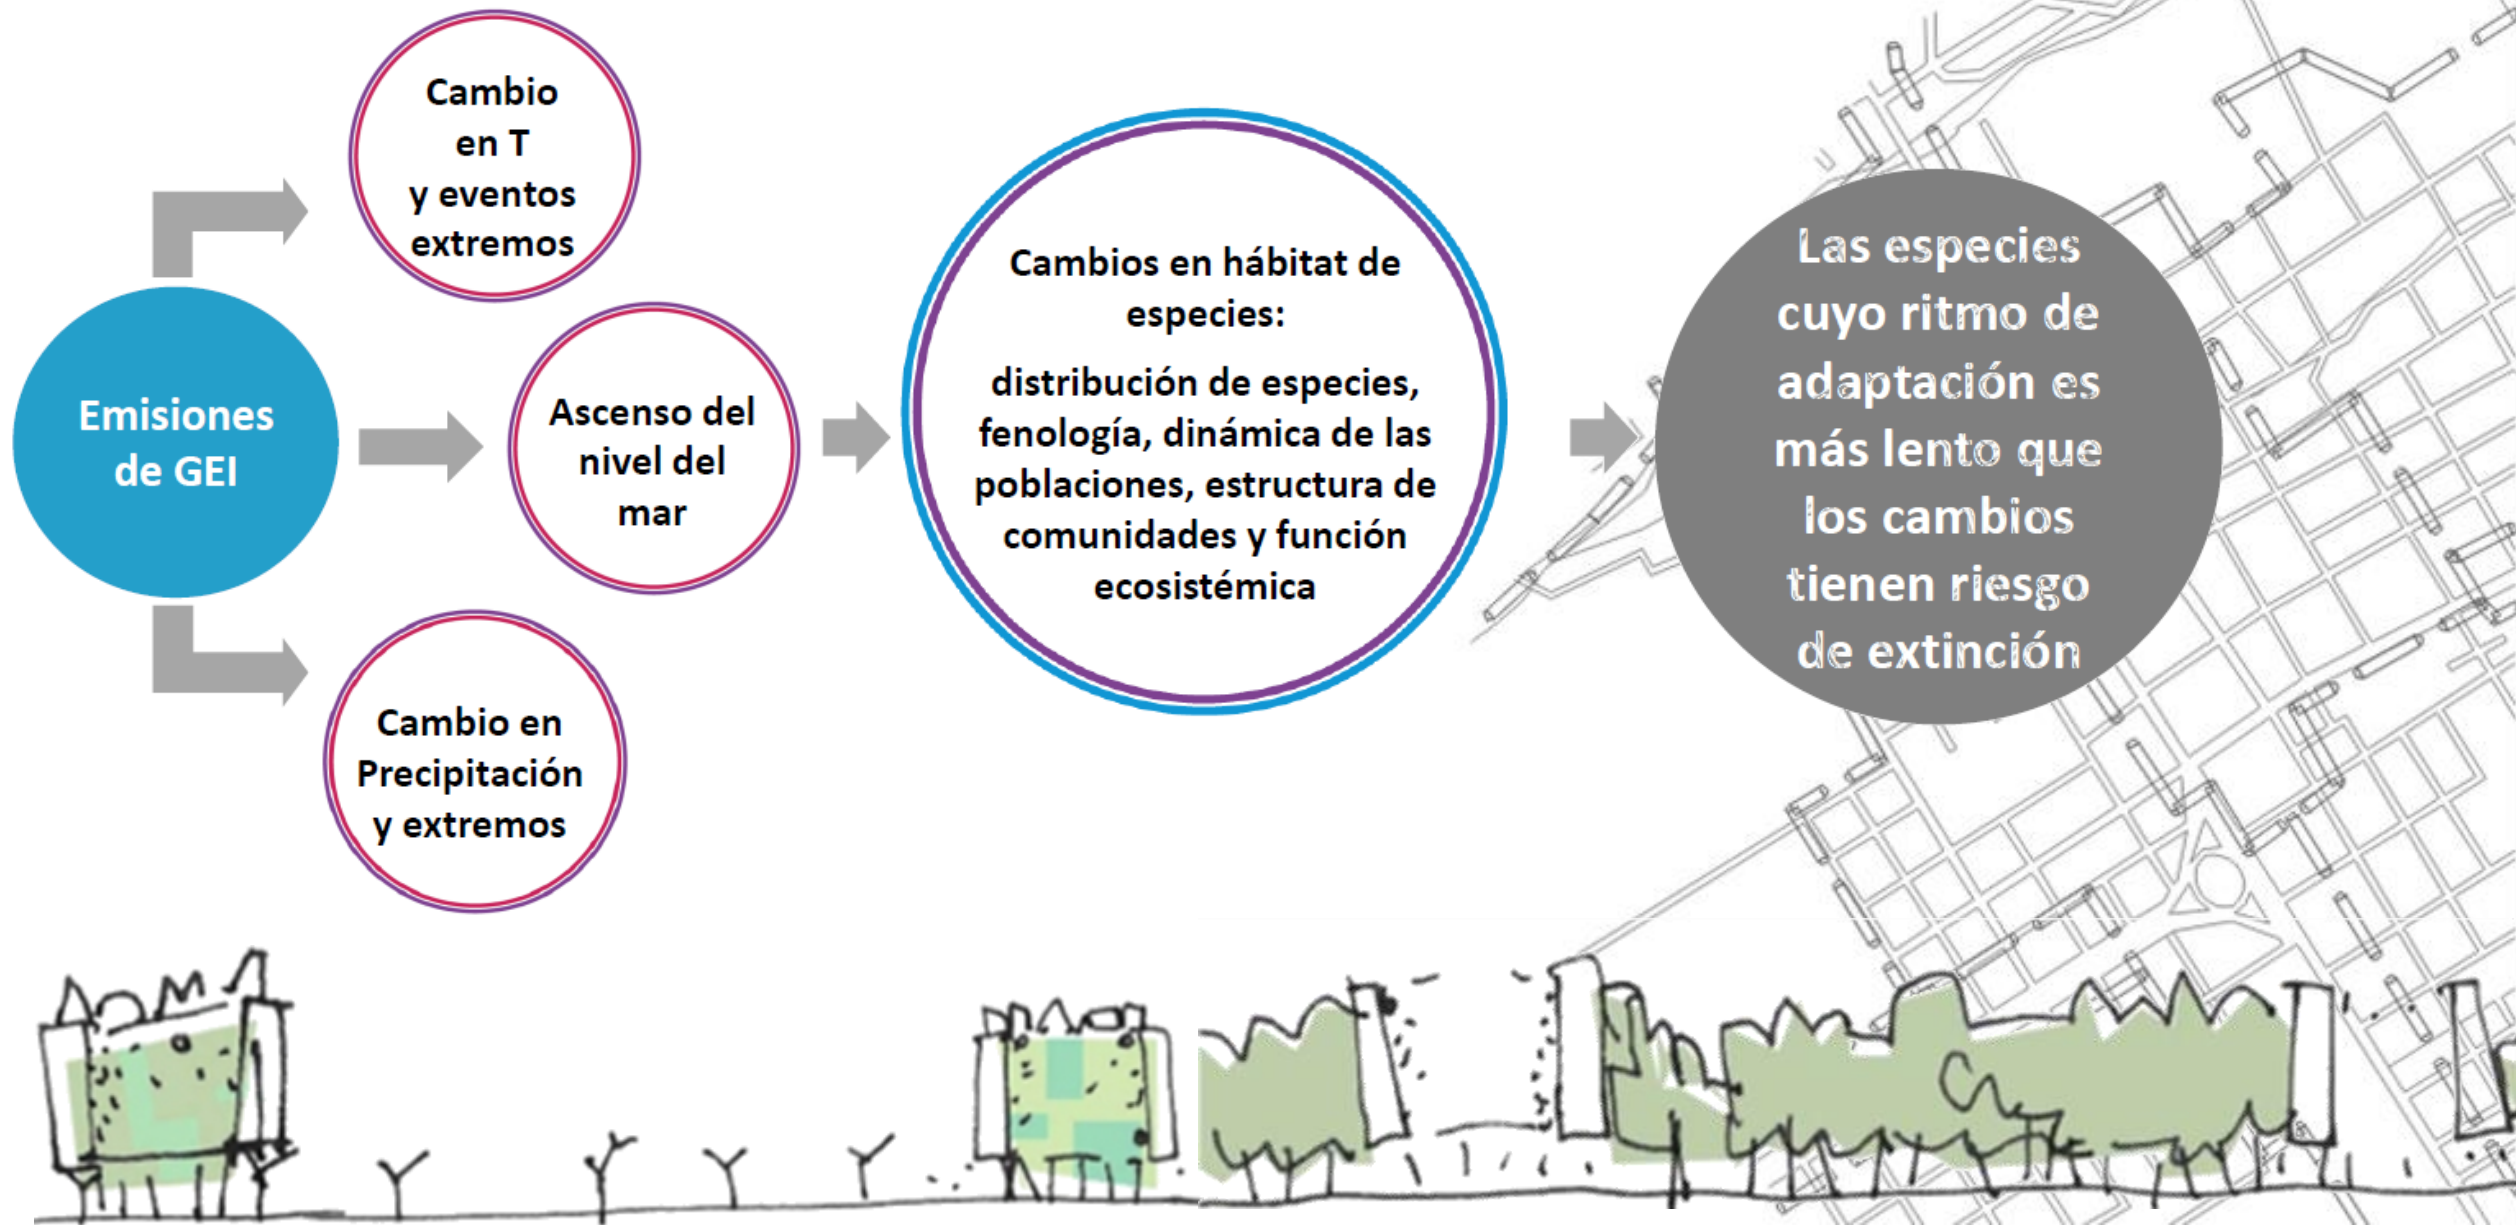 Emisiones
de GEI
Cambio
en T
y eventos
extremos
Ascenso del
nivel del
mar
Cambio en
Precipitación
y extremos
Cambios en hábitat de
especies:
distribución de especies,
fenología, dinámica de las
poblaciones, estructura de
comunidades y función
ecosistémica
Las especies
cuyo ritmo de
adaptación es
más lento que
los cambios
tienen riesgo
de extinción